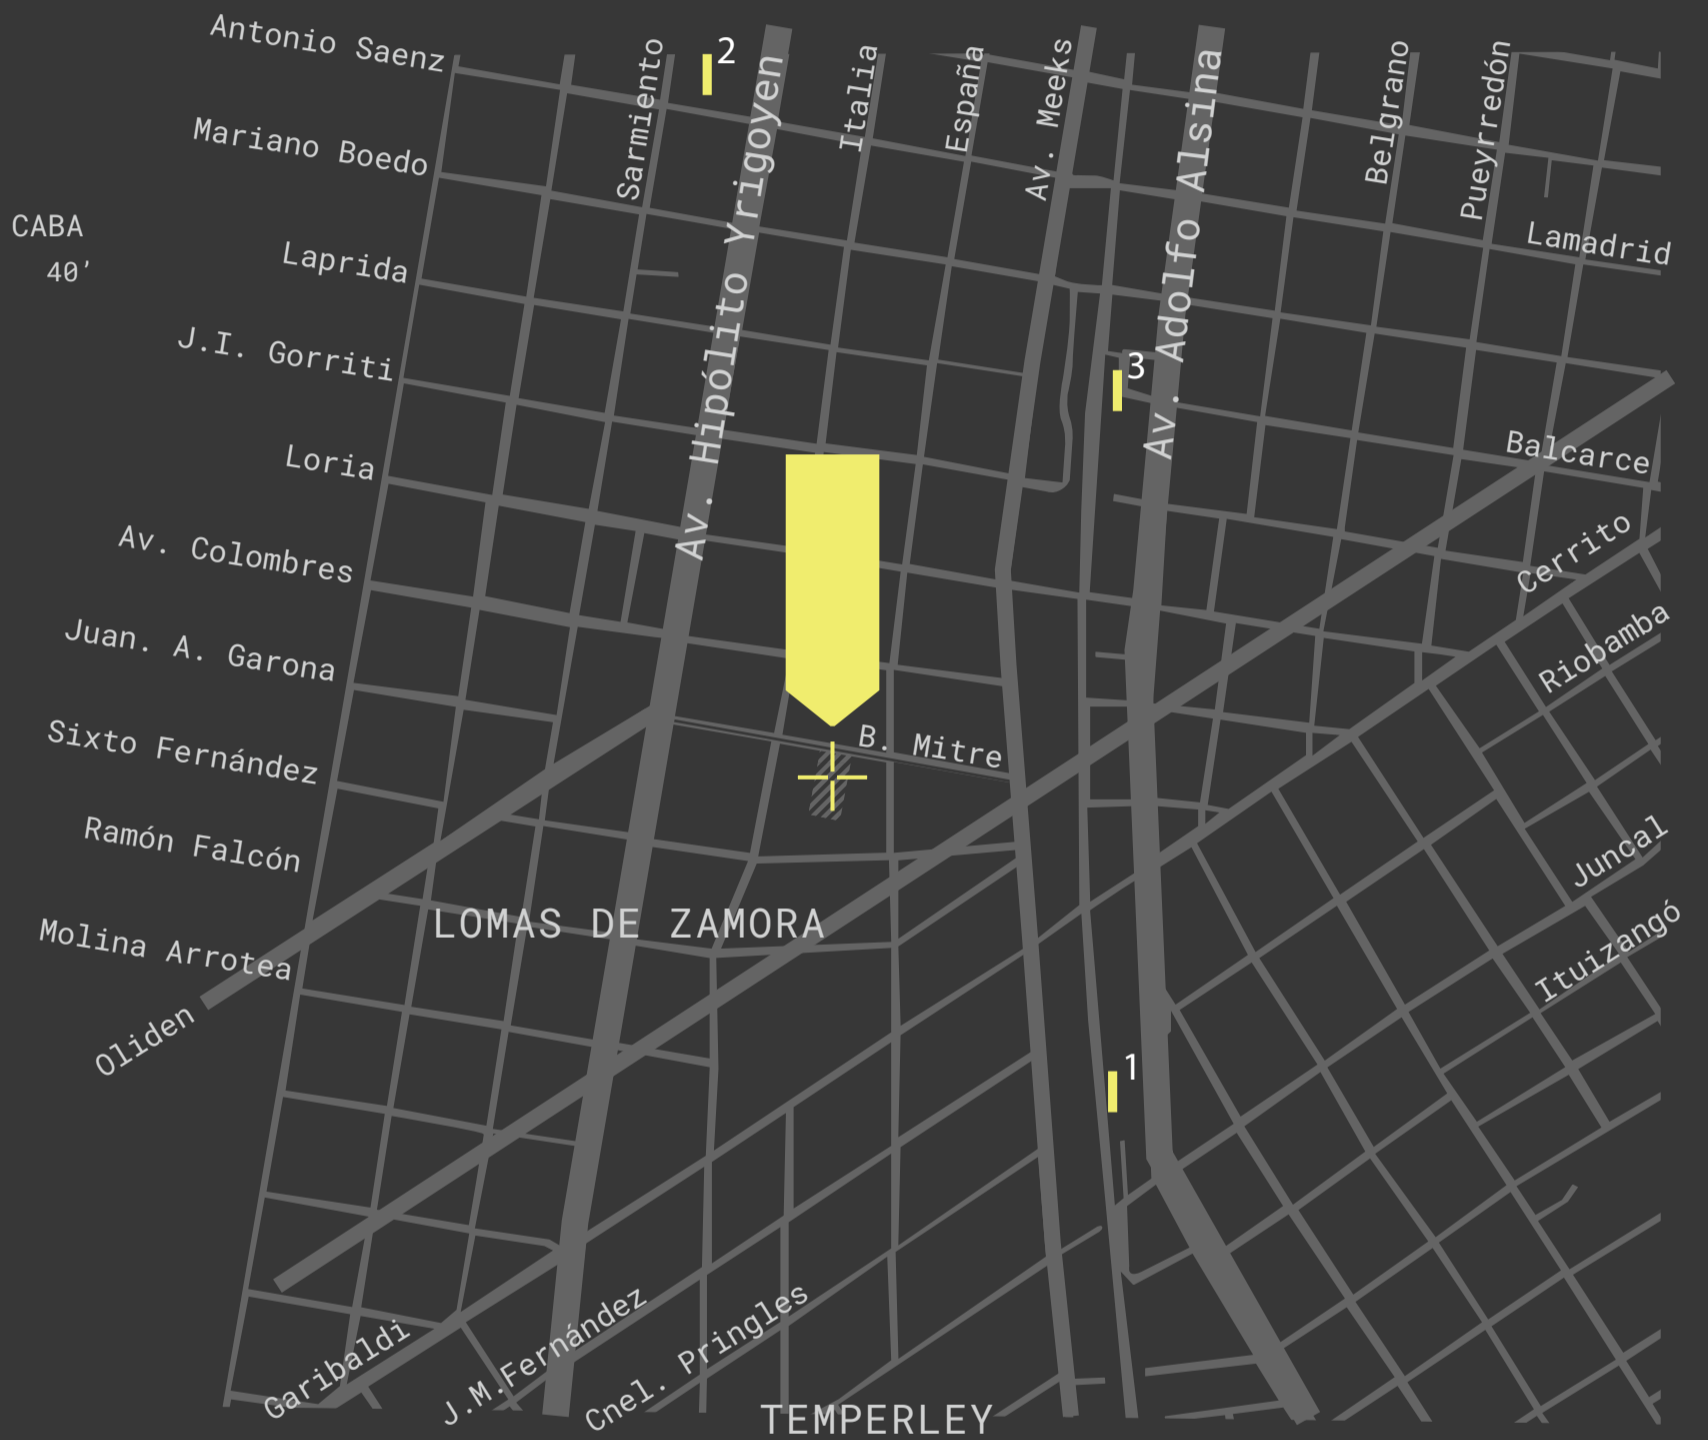 Antonio Saenz
Sarmiento
2
Av. Hipólito Yrigoyen
Italia
España
Av. Meeks
Av. Adolfo Alsina
Belgrano
Pueyrredón
Mariano Boedo
CABA
40’
Lamadrid
Laprida
J.I. Gorriti
3
Loria
Balcarce
Av. Colombres
Cerrito
Juan. A. Garona
Riobamba
Sixto Fernández
B. Mitre
Ramón Falcón
Juncal
LOMAS DE ZAMORA
Molina Arrotea
Ituizangó
Oliden
1
Garibaldi
J.M.Fernández
Cnel. Pringles
TEMPERLEY